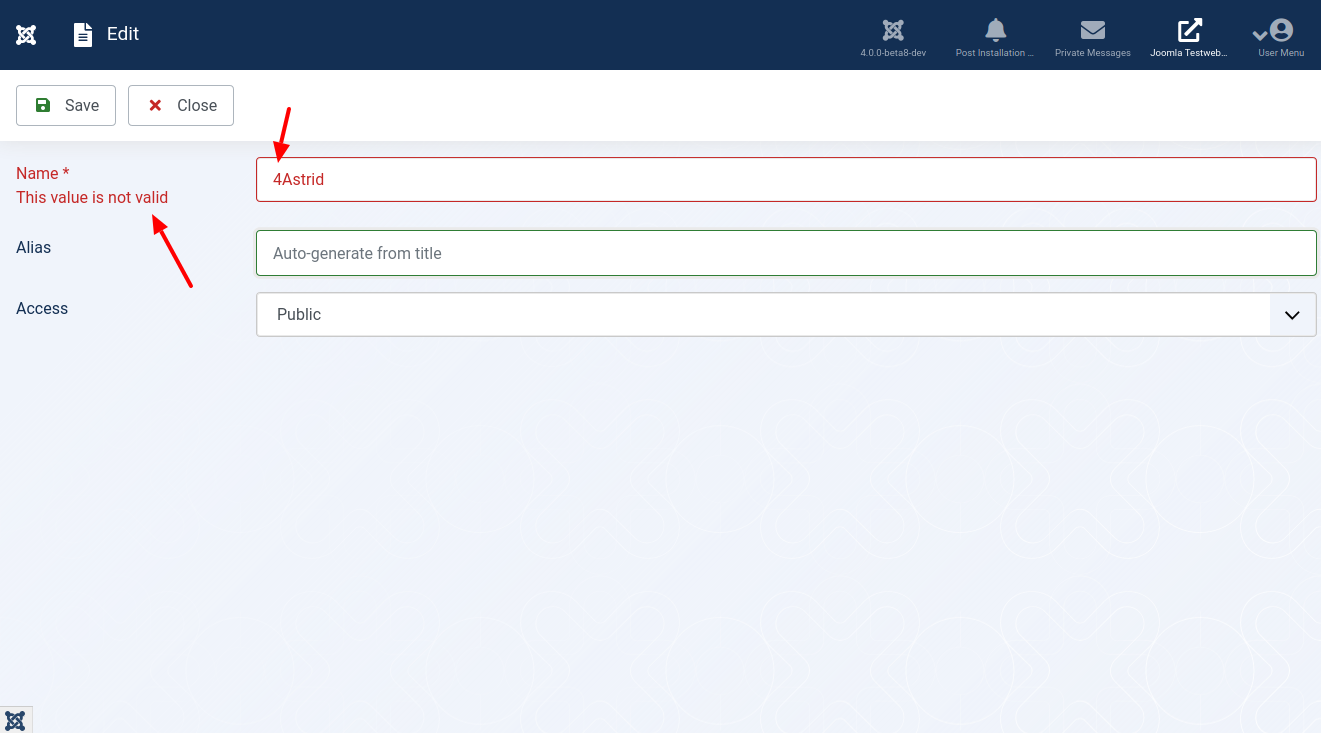 Edit
4.0.0-beta8-dev
Post Installation ...
Private Messages
Joomla Testweb...
User Menu
Save
Close
Name *
This value is not valid
4Astrid
Alias
Auto-generate from title
Access
Public